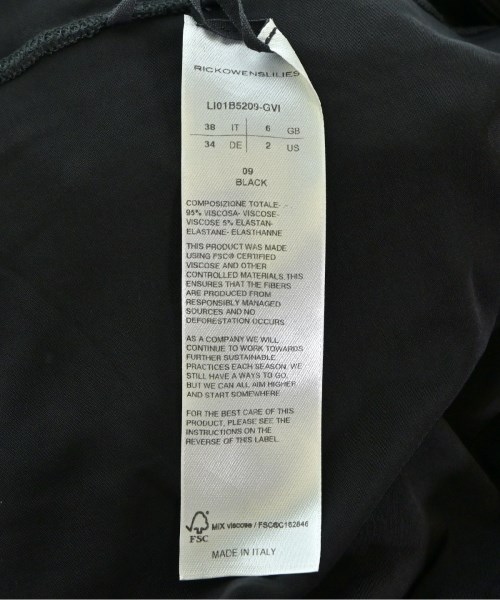 RICKOWENSLILIES
LI01B5209-GVI
38 IT 6 GB
34 DE 2 US
09
BLACK
COMPOSIZIONE TOTALE-
95% VISCOSA- VISCOSE-
VISCOSE 5% ELASTAN-
ELASTANE- ELASTHANNE
THIS PRODUCT WAS MADE
USING FSC® CERTIFIED
VISCOSE AND OTHER
CONTROLLED MATERIALS.THIS
ENSURES THAT THE FIBERS
ARE PRODUCED FROM
RESPONSIBLY MANAGED
SOURCES AND NO
DEFORESTATION OCCURS.
AS A COMPANY WE WILL
CONTINUE TO WORK TOWARDS
FURTHER SUSTAINABLE
PRACTICES EACH SEASON. WE
STILL HAVE A WAYS TO GO.
BUT WE CAN ALL AIM HIGHER
AND START SOMEWHERE
FOR THE BEST CARE OF THIS
PRODUCT, PLEASE SEE THE
INSTRUCTIONS ON THE
REVERSE OF THIS LABEL.
FSC
MIX viscose / FSC®C162846
MADE IN ITALY